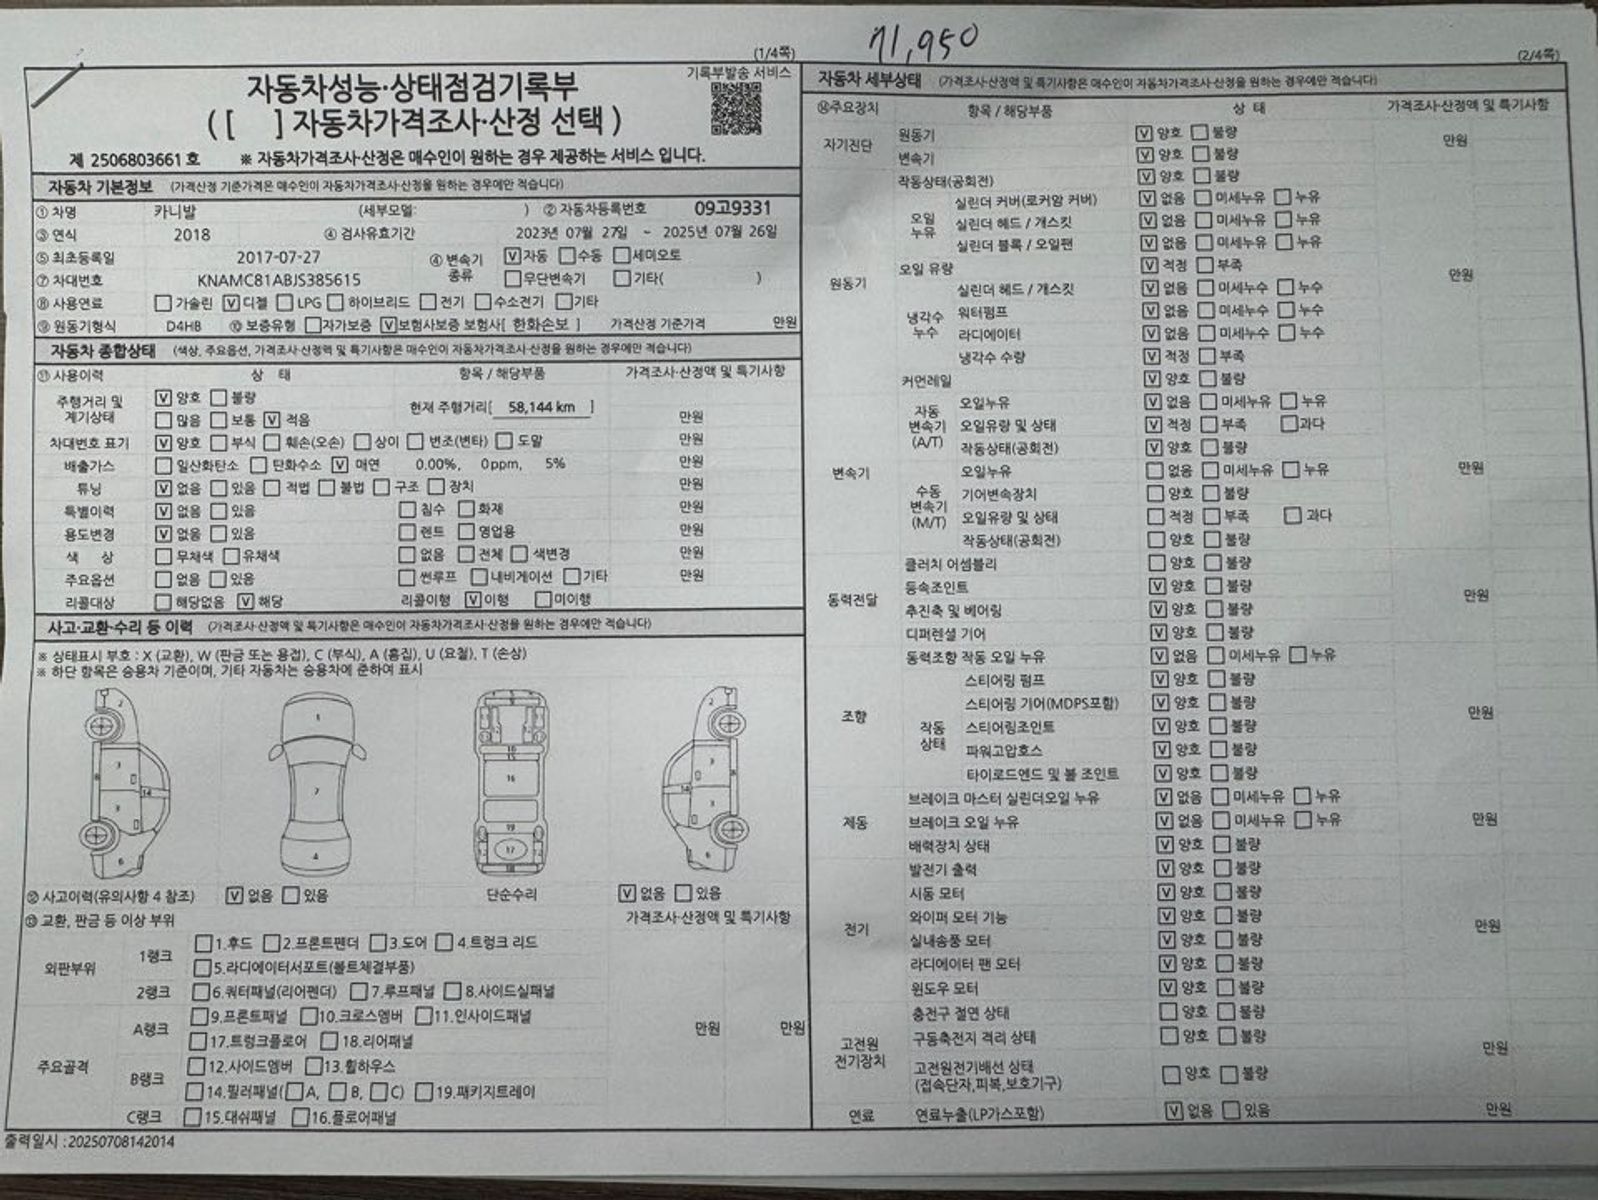 71,950
(1/4쪽)
자동차성능·상태점검기록부
기록부발송 서비스
( [ ] 자동차가격조사·산정 선택 )
제 2506803661 호 ※ 자동차가격조사·산정은 매수인이 원하는 경우 제공하는 서비스 입니다.
자동차 기본정보 (가격산정 기준가격은 매수인이 자동차가격조사·산정을 원하는 경우에만 적습니다)
① 차명 카니발 (세부모델: ) ② 자동차등록번호 09고9331
③ 연식 2018 ④ 검사유효기간 2023년 07월 27일 ~ 2025년 07월 26일
⑤ 최초등록일 2017-07-27 ④ 변속기 종류 [V]자동 [ ]수동 [ ]세미오토
⑦ 차대번호 KNAMC81ABJS385615 [ ]무단변속기 [ ]기타( )
⑧ 사용연료 [ ]가솔린 [V]디젤 [ ]LPG [ ]하이브리드 [ ]전기 [ ]수소전기 [ ]기타
⑨ 원동기형식 D4HB ⑩ 보증유형 [ ]자가보증 [V]보험사보증 보험사[ 한화손보 ] 가격산정 기준가격 만원
자동차 종합상태 (색상, 주요옵션, 가격조사·산정액 및 특기사항은 매수인이 자동차가격조사·산정을 원하는 경우에만 적습니다)
⑪ 사용이력 상 태 항목 / 해당부품 가격조사·산정액 및 특기사항
주행거리 및 계기상태 [V]양호 [ ]불량
현재 주행거리[ 58,144 km ]
[ ]많음 [ ]보통 [V]적음 만원
차대번호 표기 [V]양호 [ ]부식 [ ]훼손(오손) [ ]상이 [ ]변조(변타) [ ]도말 만원
배출가스 [ ]일산화탄소 [ ]탄화수소 [V]매연 0.00%, 0ppm, 5% 만원
튜닝 [V]없음 [ ]있음 [ ]적법 [ ]불법 [ ]구조 [ ]장치 만원
특별이력 [V]없음 [ ]있음 [ ]침수 [ ]화재 만원
용도변경 [V]없음 [ ]있음 [ ]렌트 [ ]영업용 만원
색 상 [ ]무채색 [ ]유채색 [ ]없음 [ ]전체 [ ]색변경 만원
주요옵션 [ ]없음 [ ]있음 [ ]썬루프 [ ]내비게이션 [ ]기타 만원
리콜대상 [ ]해당없음 [V]해당 리콜이행 [V]이행 [ ]미이행
사고·교환·수리 등 이력 (가격조사·산정액 및 특기사항은 매수인이 자동차가격조사·산정을 원하는 경우에만 적습니다)
※ 상태표시 부호 : X (교환), W (판금 또는 용접), C (부식), A (흠집), U (요철), T (손상)
※ 하단 항목은 승용차 기준이며, 기타 자동차는 승용차에 준하여 표시
⑫ 사고이력(유의사항 4 참조) [V]없음 [ ]있음 단순수리 [V]없음 [ ]있음
⑬ 교환, 판금 등 이상 부위 가격조사·산정액 및 특기사항
외판부위
1랭크 [ ]1.후드 [ ]2.프론트펜더 [ ]3.도어 [ ]4.트렁크 리드
[ ]5.라디에이터서포트(볼트체결부품)
2랭크 [ ]6.쿼터패널(리어펜더) [ ]7.루프패널 [ ]8.사이드실패널
주요골격
A랭크 [ ]9.프론트패널 [ ]10.크로스멤버 [ ]11.인사이드패널
[ ]17.트렁크플로어 [ ]18.리어패널
만원 만원
B랭크 [ ]12.사이드멤버 [ ]13.휠하우스
[ ]14.필러패널([ ]A, [ ]B, [ ]C) [ ]19.패키지트레이
C랭크 [ ]15.대쉬패널 [ ]16.플로어패널
출력일시 :20250708142014
(2/4쪽)
자동차 세부상태 (가격조사·산정액 및 특기사항은 매수인이 자동차가격조사·산정을 원하는 경우에만 적습니다)
⑭주요장치 항목 / 해당부품 상 태 가격조사·산정액 및 특기사항
자기진단 원동기 [V]양호 [ ]불량 만원
변속기 [V]양호 [ ]불량
원동기 작동상태(공회전) [V]양호 [ ]불량 만원
오일누유 실린더 커버(로커암 커버) [V]없음 [ ]미세누유 [ ]누유
실린더 헤드 / 개스킷 [V]없음 [ ]미세누유 [ ]누유
실린더 블록 / 오일팬 [V]없음 [ ]미세누유 [ ]누유
오일 유량 [V]적정 [ ]부족
냉각수 누수 실린더 헤드 / 개스킷 [V]없음 [ ]미세누수 [ ]누수
워터펌프 [V]없음 [ ]미세누수 [ ]누수
라디에이터 [V]없음 [ ]미세누수 [ ]누수
냉각수 수량 [V]적정 [ ]부족
커먼레일 [V]양호 [ ]불량
변속기 자동변속기(A/T) 오일누유 [V]없음 [ ]미세누유 [ ]누유 만원
오일유량 및 상태 [V]적정 [ ]부족 [ ]과다
작동상태(공회전) [V]양호 [ ]불량
수동변속기(M/T) 오일누유 [ ]없음 [ ]미세누유 [ ]누유
기어변속장치 [ ]양호 [ ]불량
오일유량 및 상태 [ ]적정 [ ]부족 [ ]과다
작동상태(공회전) [ ]양호 [ ]불량
동력전달 클러치 어셈블리 [ ]양호 [ ]불량 만원
등속조인트 [V]양호 [ ]불량
추진축 및 베어링 [V]양호 [ ]불량
디퍼렌셜 기어 [V]양호 [ ]불량
조향 동력조향 작동 오일 누유 [V]없음 [ ]미세누유 [ ]누유 만원
작동상태 스티어링 펌프 [V]양호 [ ]불량
스티어링 기어(MDPS포함) [V]양호 [ ]불량
스티어링조인트 [V]양호 [ ]불량
파워고압호스 [V]양호 [ ]불량
타이로드엔드 및 볼 조인트 [V]양호 [ ]불량
제동 브레이크 마스터 실린더오일 누유 [V]없음 [ ]미세누유 [ ]누유 만원
브레이크 오일 누유 [V]없음 [ ]미세누유 [ ]누유
배력장치 상태 [V]양호 [ ]불량
전기 발전기 출력 [V]양호 [ ]불량 만원
시동 모터 [V]양호 [ ]불량
와이퍼 모터 기능 [V]양호 [ ]불량
실내송풍 모터 [V]양호 [ ]불량
라디에이터 팬 모터 [V]양호 [ ]불량
윈도우 모터 [V]양호 [ ]불량
고전원전기장치 충전구 절연 상태 [ ]양호 [ ]불량 만원
구동축전지 격리 상태 [ ]양호 [ ]불량
고전원전기배선 상태 (접속단자,피복,보호기구) [ ]양호 [ ]불량
연료 연료누출(LP가스포함) [V]없음 [ ]있음 만원